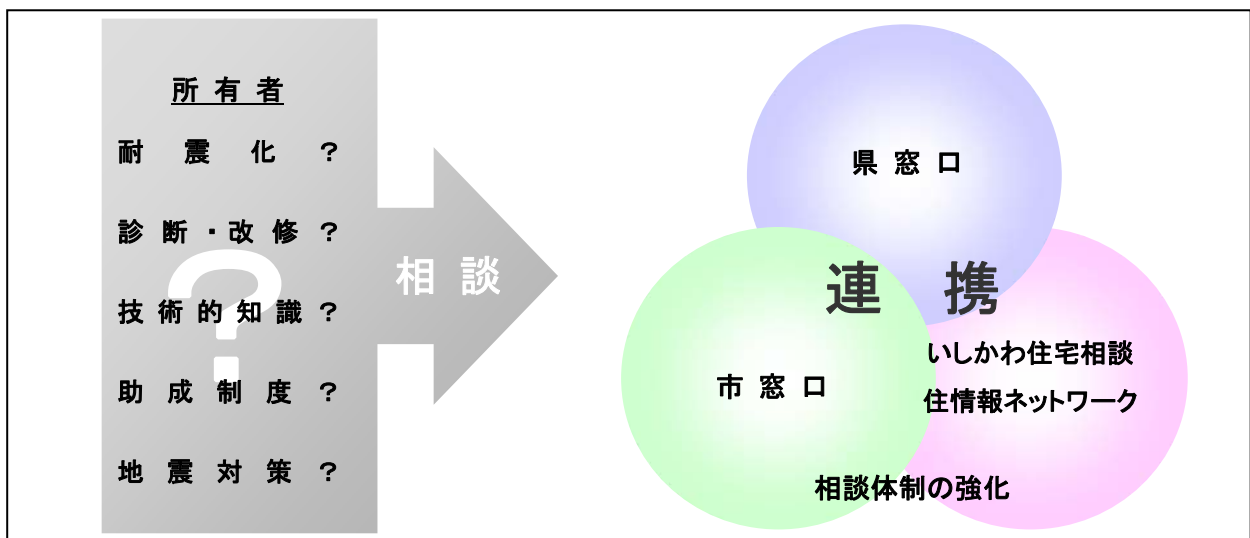 所有者
耐震化?
診断・改修?
技術的知識?
助成制度?
地震対策?
?
相談
県窓口
連携
いしかわ住宅相談
住情報ネットワーク
市窓口
相談体制の強化